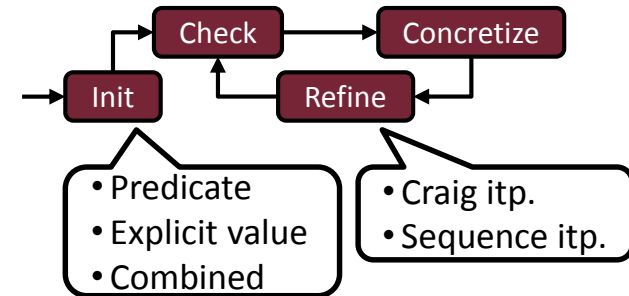 Check
Concretize
Init
Refine
• Predicate
• Explicit value
• Combined
• Craig itp.
• Sequence itp.